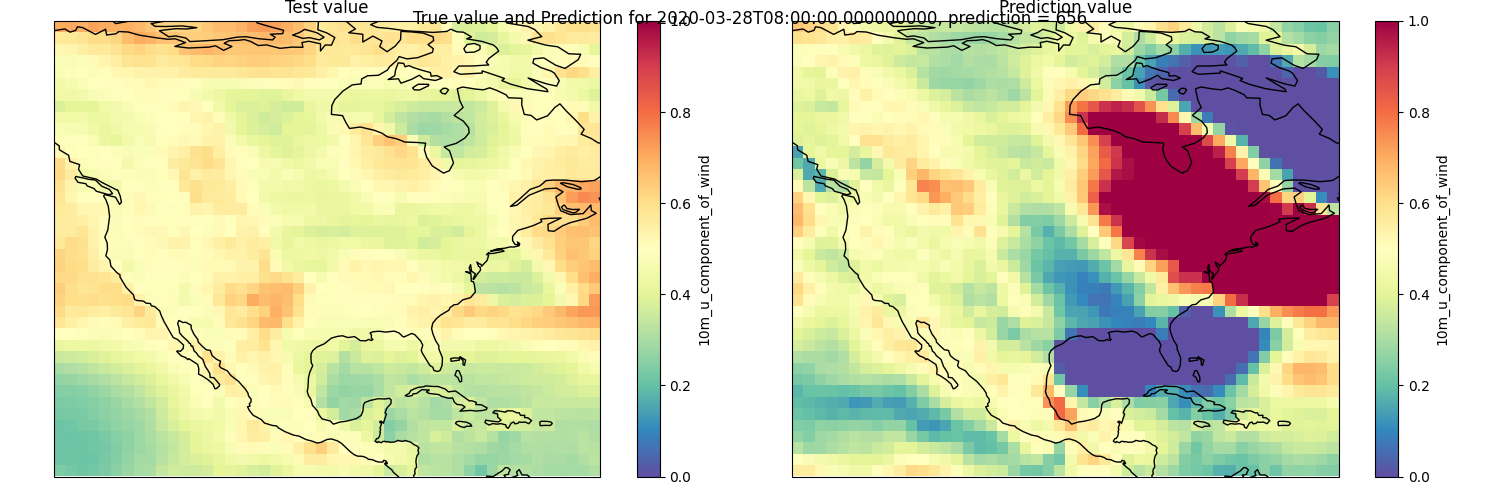 Test value
Prediction value
True value and Prediction for 2020-03-28T08:00:00.000000000, prediction = 656
1.0
0.8
0.6
0.4
0.2
0.0
10m_u_component_of_wind
1.0
0.8
0.6
0.4
0.2
0.0
10m_u_component_of_wind